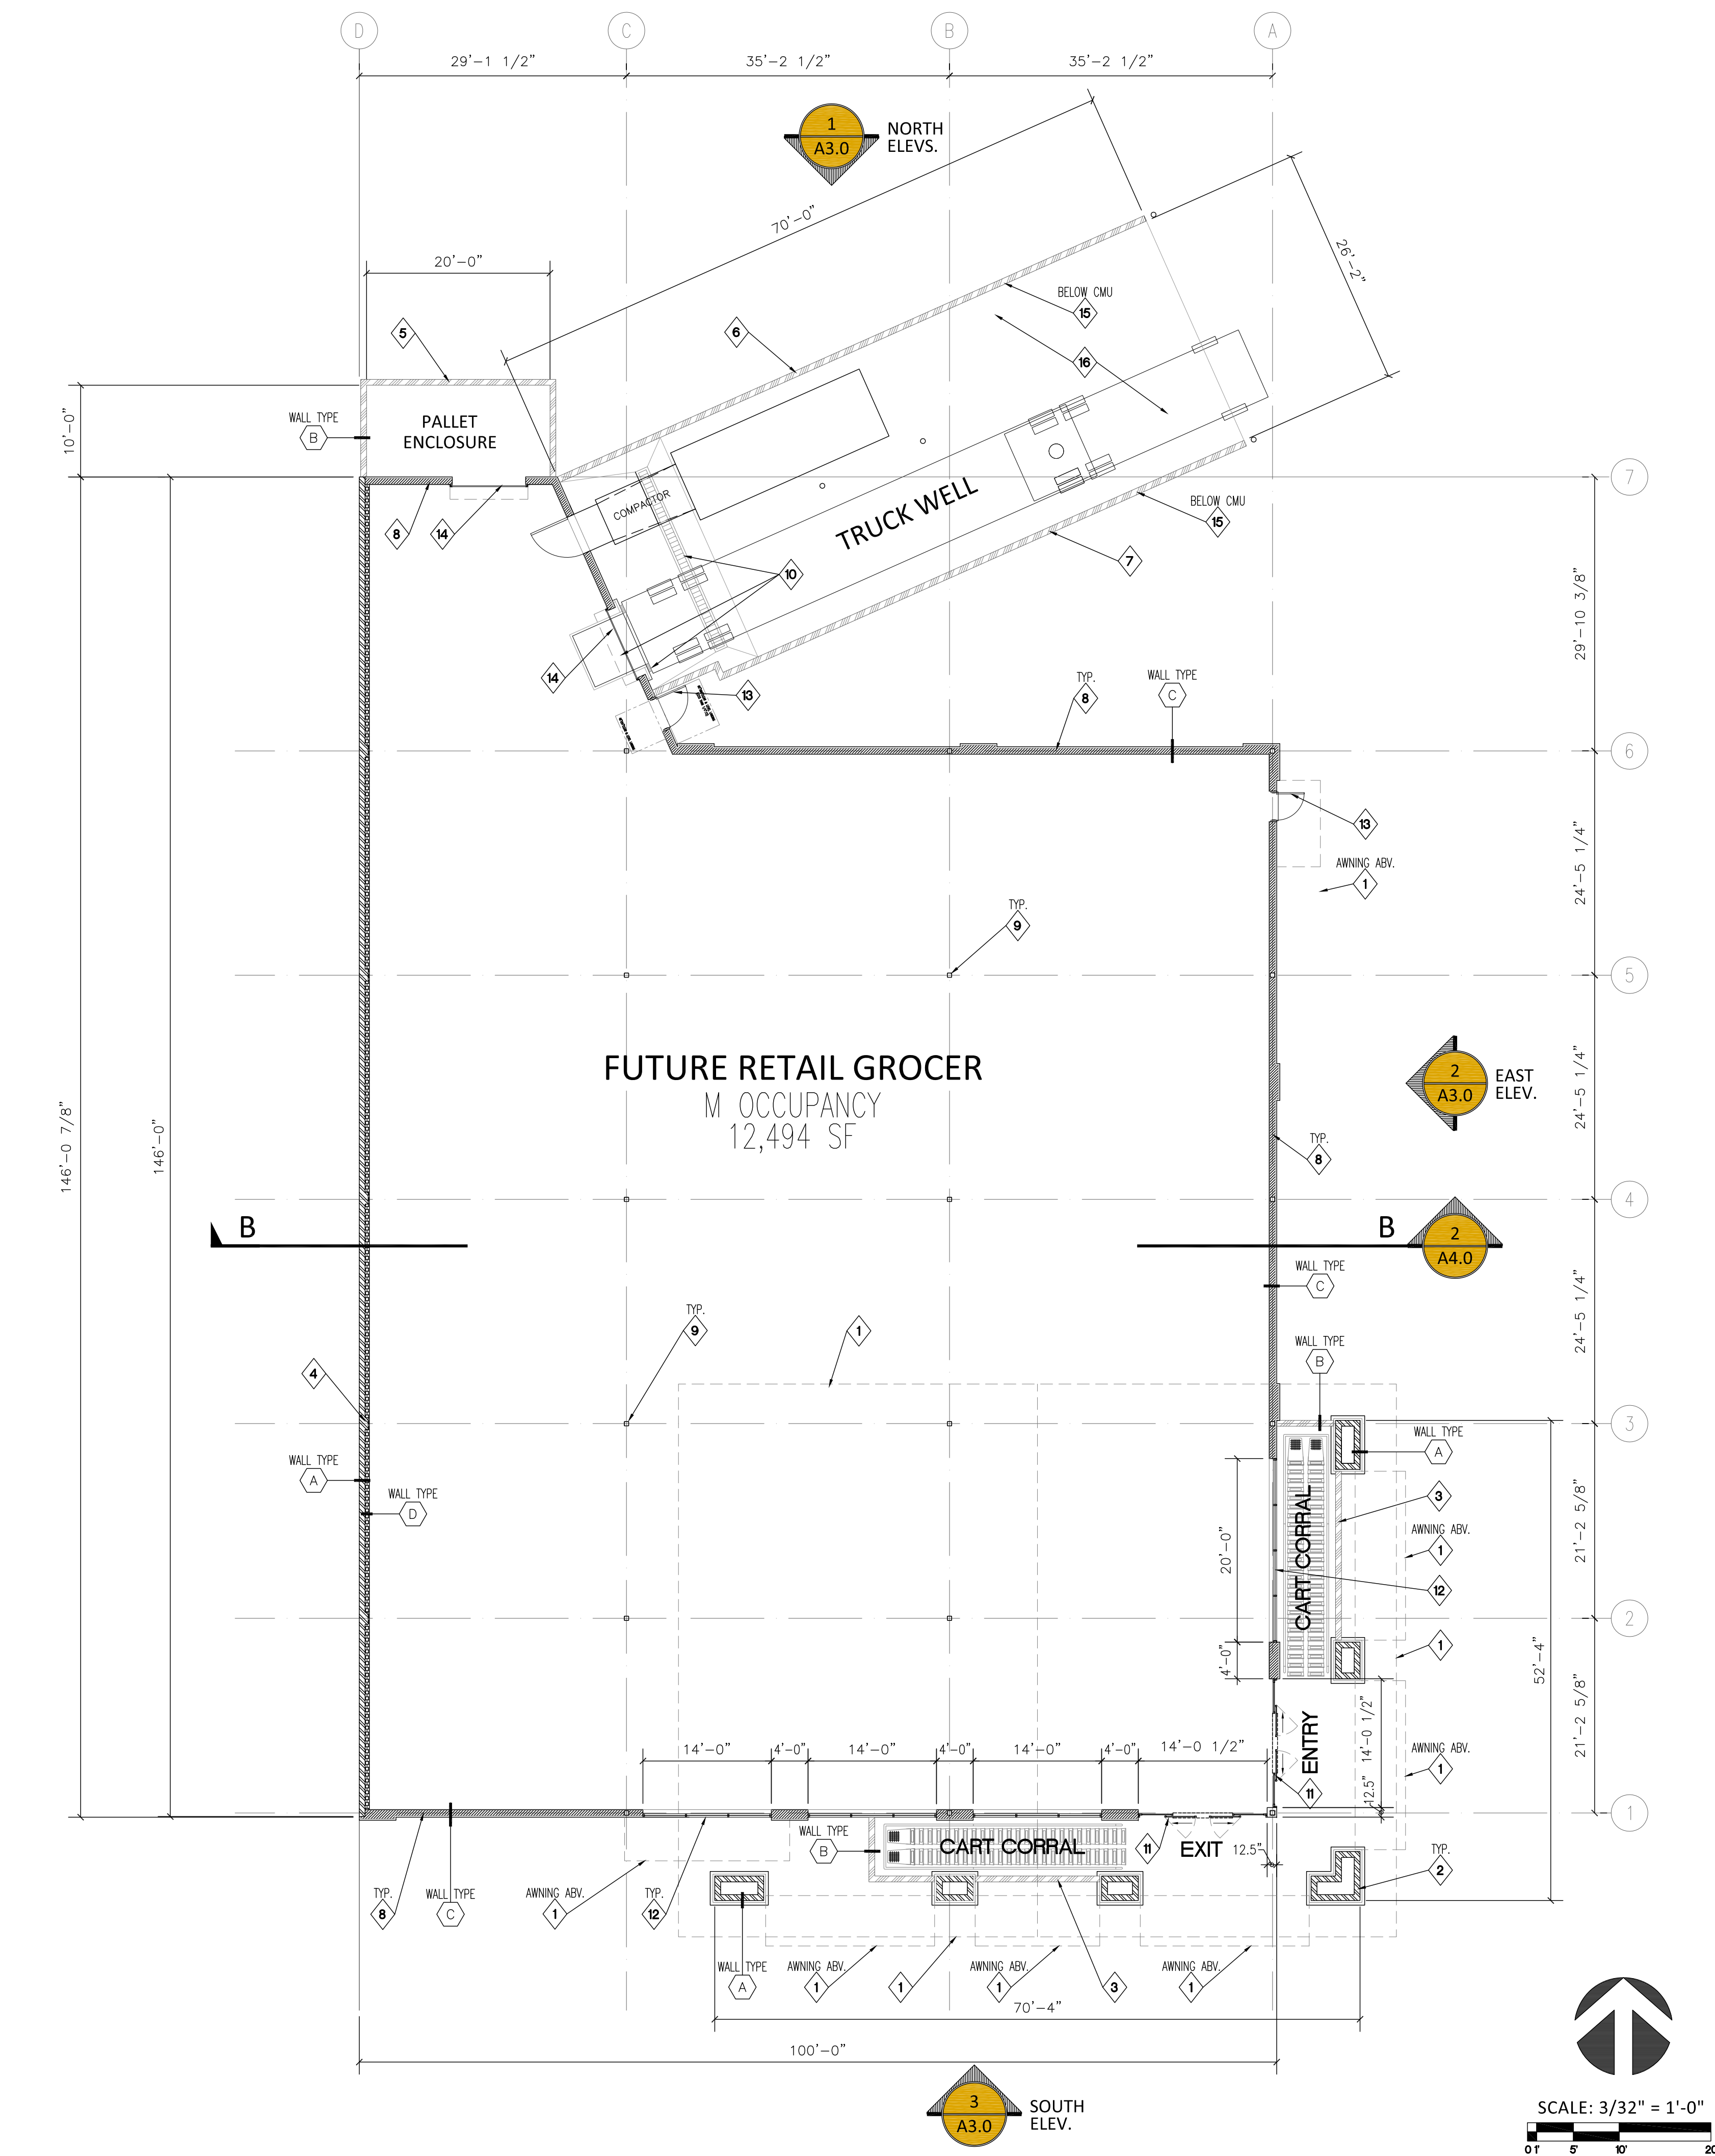 D
C
B
A
29'-1 1/2"
35'-2 1/2"
35'-2 1/2"
1
A3.0
NORTH
ELEVS.
70'-0"
26'-2"
20'-0"
5
6
BELOW CMU
15
16
10'-0"
WALL TYPE
B
PALLET
ENCLOSURE
COMPACTOR
TRUCK WELL
BELOW CMU
15
7
7
8
14
10
14
13
29'-10 3/8"
TYP.
8
WALL TYPE
C
6
13
AWNING ABV.
1
24'-5 1/4"
TYP.
9
5
FUTURE RETAIL GROCER
M OCCUPANCY
12,494 SF
2
A3.0
EAST
ELEV.
24'-5 1/4"
146'-0 7/8"
146'-0"
TYP.
8
4
B
B
2
A4.0
WALL TYPE
C
24'-5 1/4"
TYP.
9
1
WALL TYPE
B
4
3
WALL TYPE
A
WALL TYPE
A
WALL TYPE
D
3
AWNING ABV.
1
CART CORRAL
20'-0"
12
21'-2 5/8"
2
1
4'-0"
52'-4"
14'-0 1/2"
ENTRY
21'-2 5/8"
14'-0"
4'-0"
14'-0"
4'-0"
14'-0"
4'-0"
14'-0 1/2"
AWNING ABV.
1
11
12.5"
1
WALL TYPE
B
CART CORRAL
11
EXIT
12.5"
TYP.
2
TYP.
8
WALL TYPE
C
AWNING ABV.
1
TYP.
12
WALL TYPE
A
AWNING ABV.
1
1
AWNING ABV.
1
3
AWNING ABV.
1
70'-4"
100'-0"
3
A3.0
SOUTH
ELEV.
SCALE: 3/32" = 1'-0"
0 1' 5' 10' 20